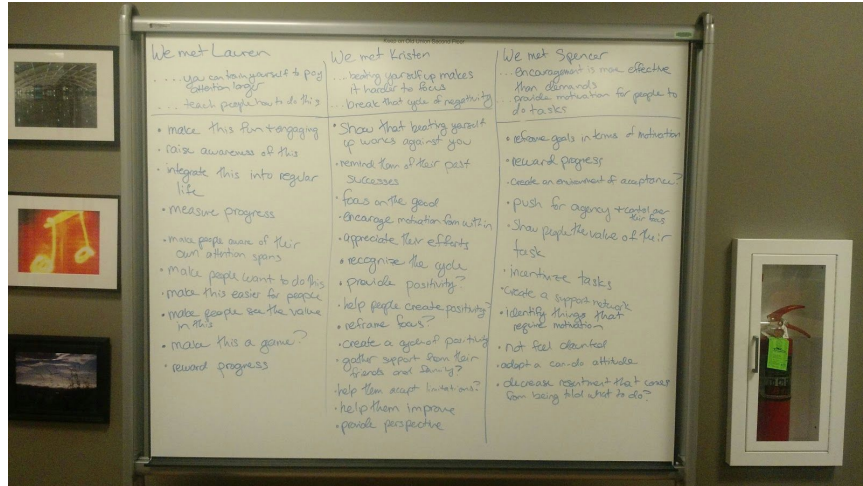 Keep on Old Union Second Floor
We met Lauren
....you can train yourself to pay
attention longer
.... teach people how to do this
• make this fun + engaging
• raise awareness of this
• integrate this into regular
life
• measure progress
• make people aware of their
own attention spans
• make people want to do this
• make this easier for people
• make people see the value
in this
• make this a game?
• reward progress
We met Kristen
...beating yourself up makes
it harder to focus
...break that cycle of negativity
• Show that beating yourself
up works against you
• remind them of their past
successes
• focus on the good
• encourage motivation from within
• appreciate their efforts
• recognize the cycle
• provide positivity?
• help people create positivity?
• reframe focus?
• create a cycle of positivity
• gather support from their
friends and family?
• help them accept limitations?
• help them improve
• provide perspective
We met Spencer
...encouragement is more effective
than demands
...provide motivation for people to
do tasks
• reframe goals in terms of motivation
• reward progress
• create an environment of acceptance?
• push for agency + control over
their focus
• Show people the value of their
task
• incentivize tasks
• create a support network
• identify things that
require motivation
• not feel
• adopt a can-do attitude
• decrease resentment that comes
from being told what to do?